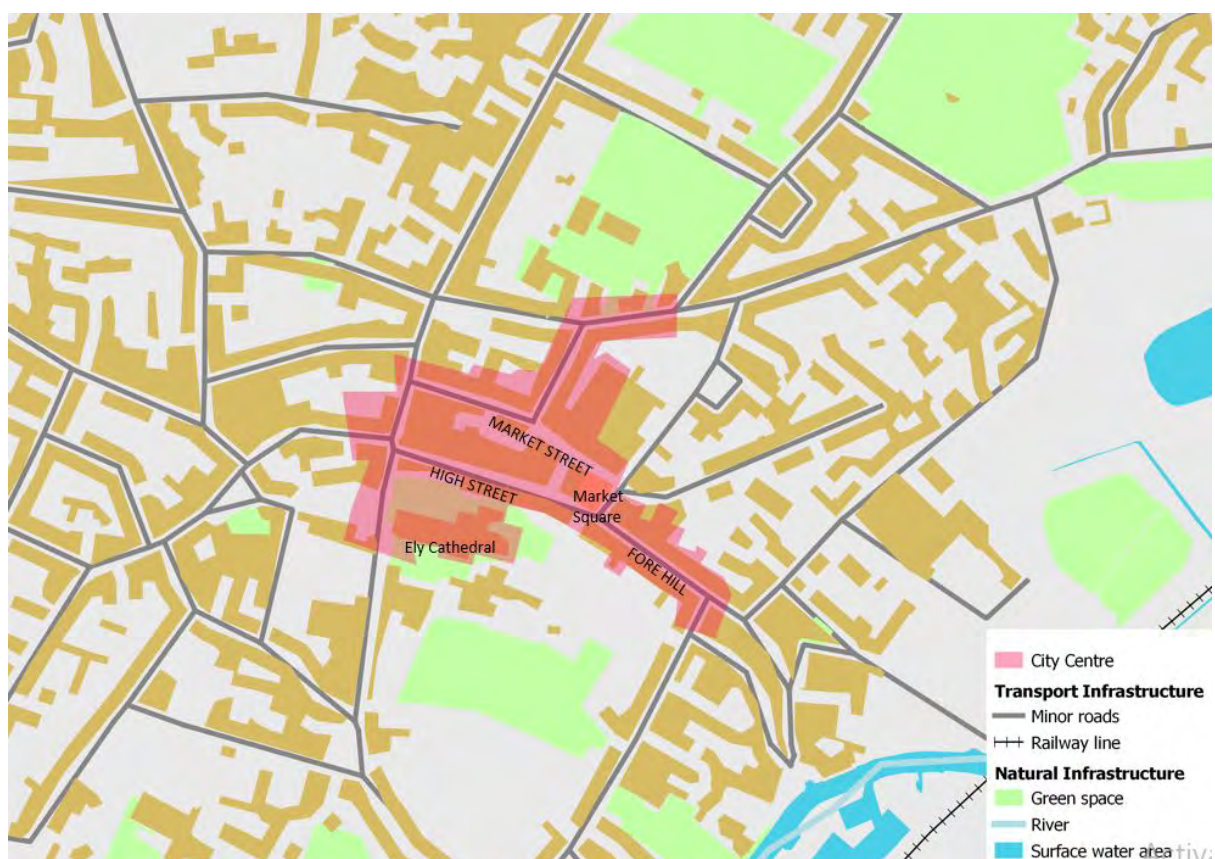 MARKET STREET
HIGH STREET
Market
Square
Ely Cathedral
FORE HILL
City Centre
Transport Infrastructure
Minor roads
Railway line
Natural Infrastructure
Green space
River
Surface water area